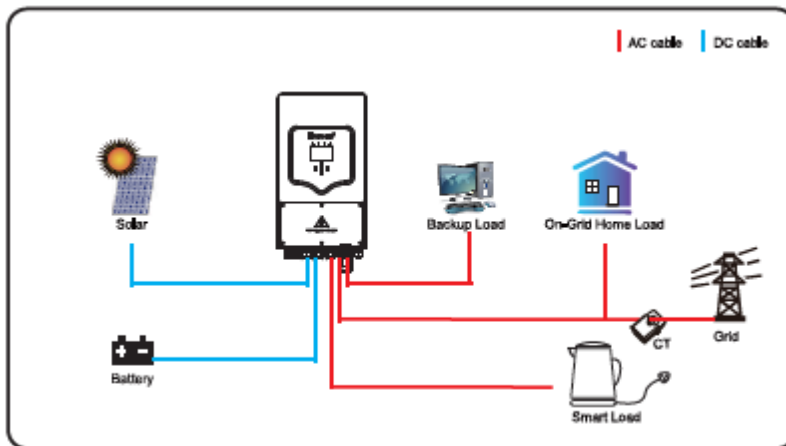 AC cable DC cable
Solar
Backup Load
On-Grid Home Load
CT
Grid
Battery
Smart Load